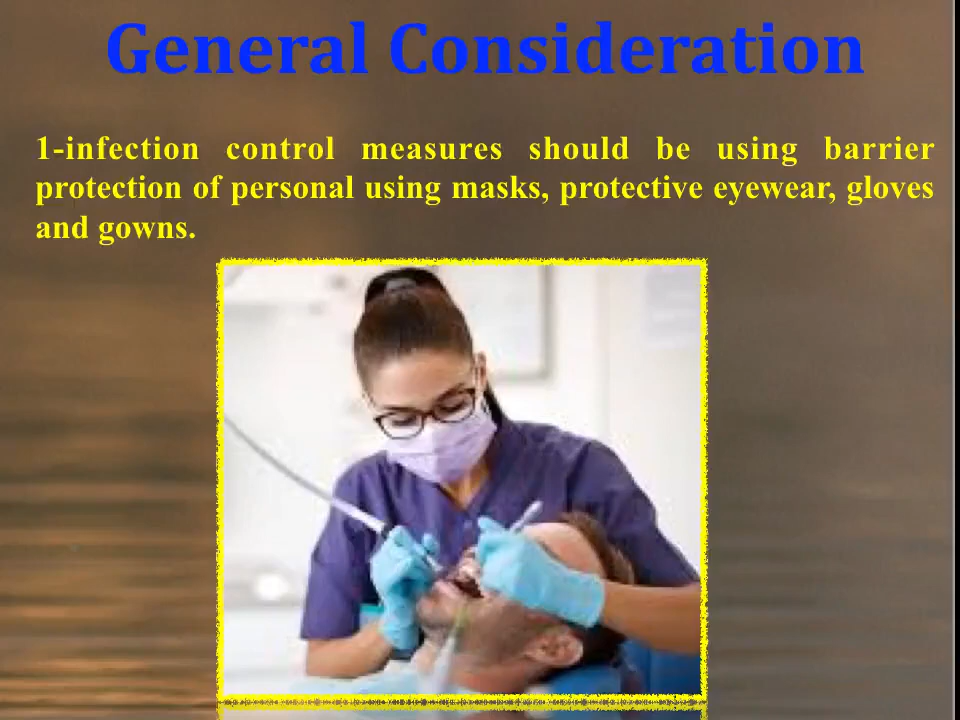 General Consideration
1-infection control measures should be using barrier
protection of personal using masks, protective eyewear, gloves
and gowns.